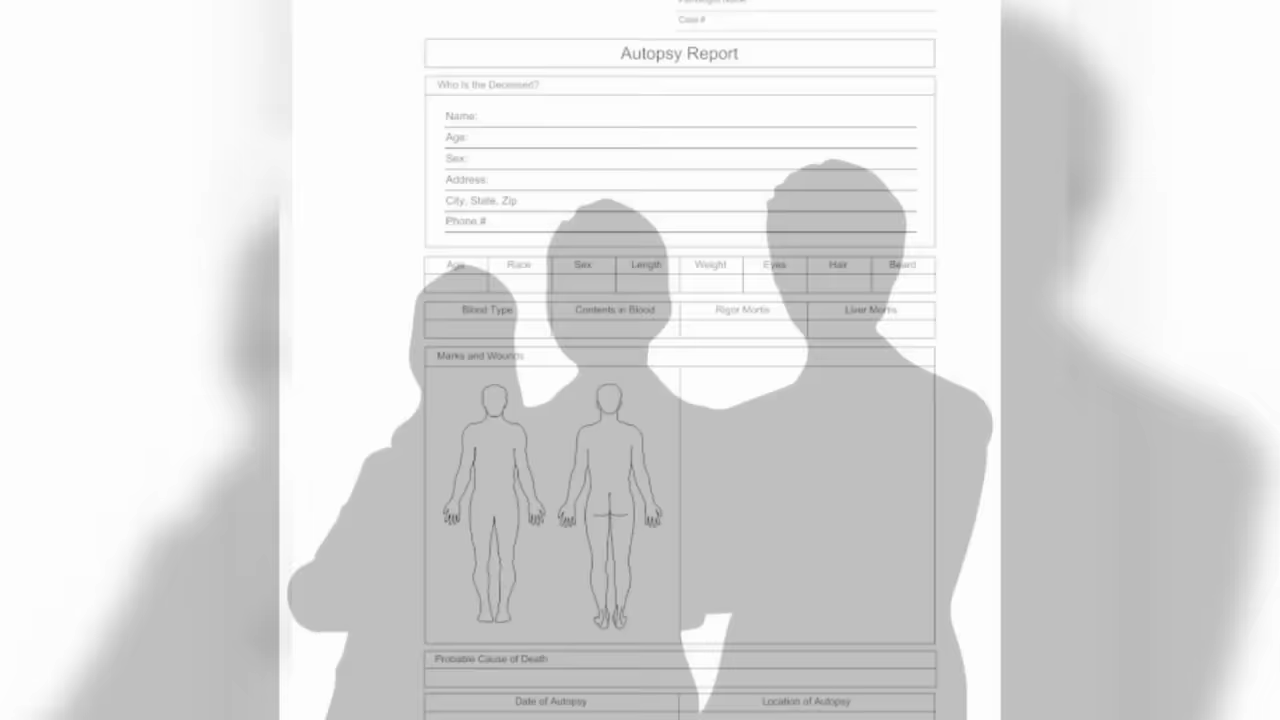 Case #
Autopsy Report
Who Is the Deceased?
Name:
Age:
Sex:
Address:
City, State, Zip
Phone #
Age Race Sex Length Weight Eyes Hair Beard
Blood Type Contents in Blood Rigor Mortis Liver Mortis
Marks and Wounds
Probable Cause of Death
Date of Autopsy Location of Autopsy